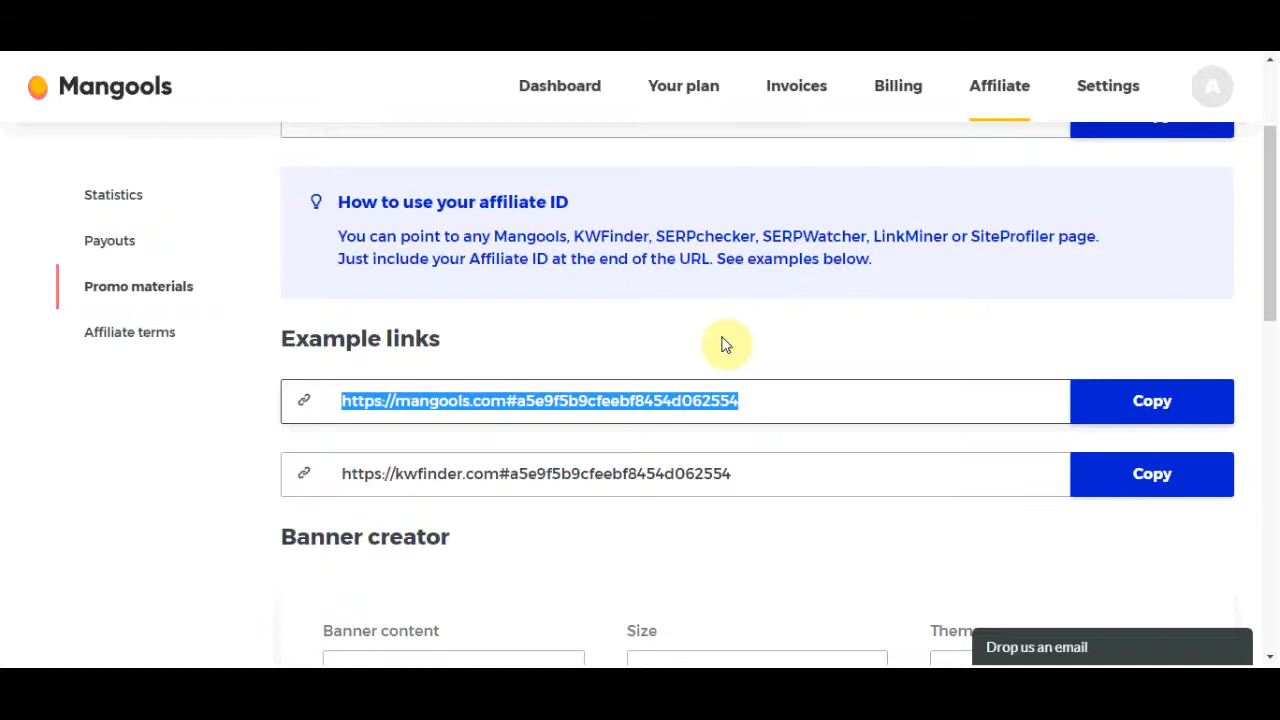 Mangools
Dashboard
Your plan
Invoices
Billing
Affiliate
Settings
A
Statistics
Payouts
Promo materials
Affiliate terms
How to use your affiliate ID
You can point to any Mangools, KWFinder, SERPchecker, SERPWatcher, LinkMiner or SiteProfiler page.
Just include your Affiliate ID at the end of the URL. See examples below.
Example links
https://mangools.com#a5e9f5b9cfeebf8454d062554
Copy
https://kwfinder.com#a5e9f5b9cfeebf8454d062554
Copy
Banner creator
Banner content
Size
Them
Drop us an email